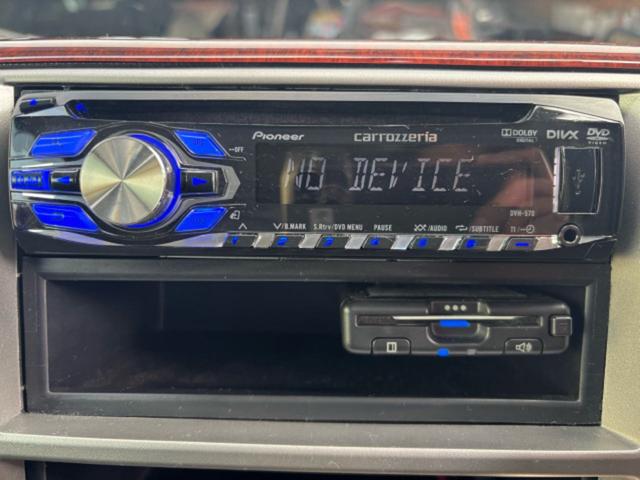 Pioneer
carrozzeria
DOLBY
DIGITAL
DIVX
DVD
VIDEO
OFF
NO DEVICE
DVH-570
B.MARK
S.Rtrv/DVD MENU
PAUSE
/AUDIO
/SUBTITLE